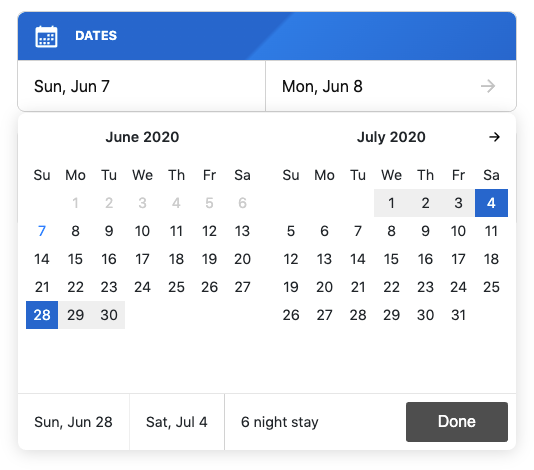 DATES
Sun, Jun 7 Mon, Jun 8 →
June 2020 July 2020 →
Su Mo Tu We Th Fr Sa Su Mo Tu We Th Fr Sa
1 2 3 4 5 6 1 2 3 4
7 8 9 10 11 12 13 5 6 7 8 9 10 11
14 15 16 17 18 19 20 12 13 14 15 16 17 18
21 22 23 24 25 26 27 19 20 21 22 23 24 25
28 29 30 26 27 28 29 30 31
Sun, Jun 28 Sat, Jul 4 6 night stay Done